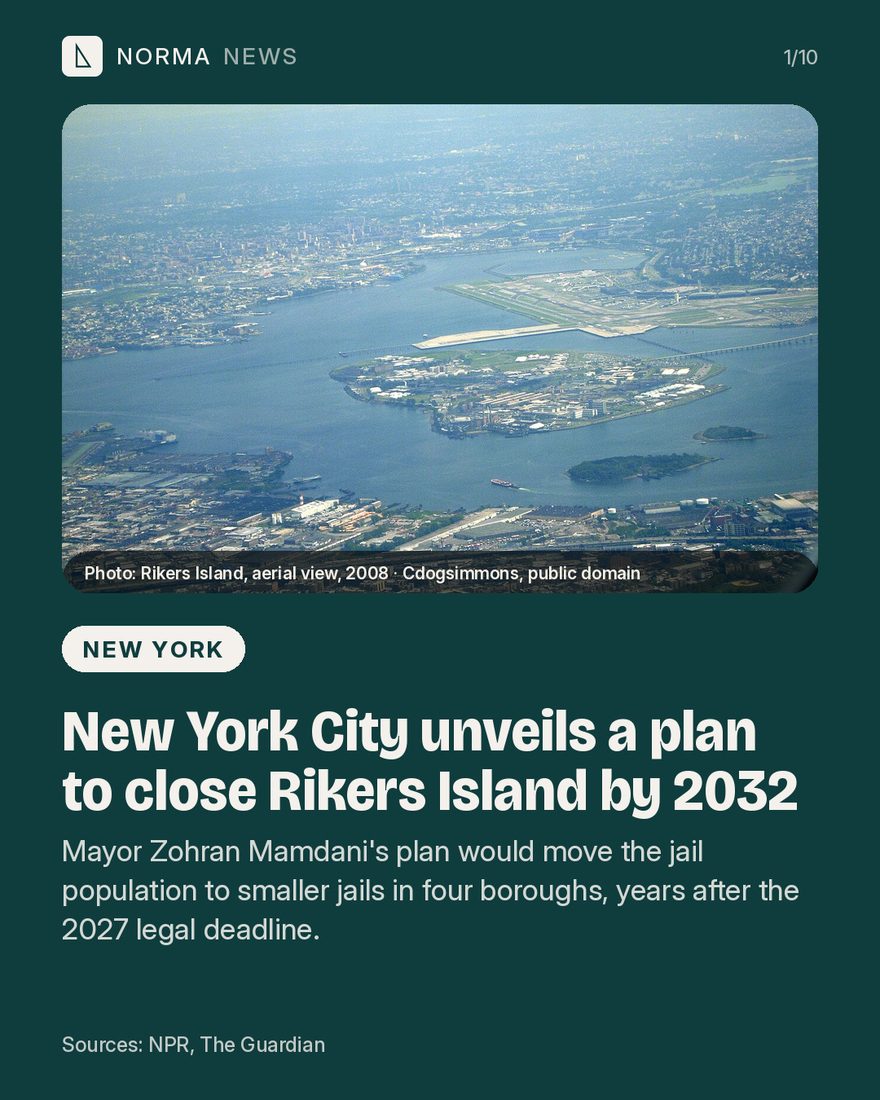 NORMA NEWS
1/10
Photo: Rikers Island, aerial view, 2008 · Cdogsimmons, public domain
NEW YORK
New York City unveils a plan
to close Rikers Island by 2032
Mayor Zohran Mamdani's plan would move the jail
population to smaller jails in four boroughs, years after the
2027 legal deadline.
Sources: NPR, The Guardian